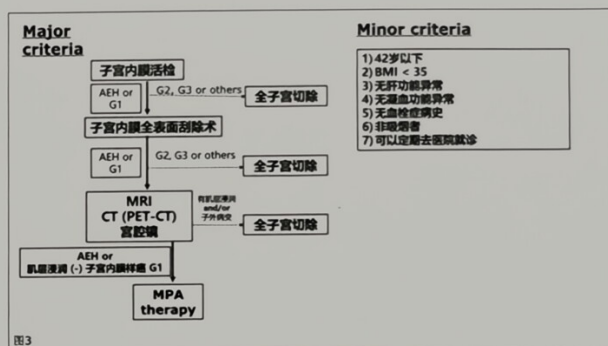 Major
criteria
子宫内膜活检
AEH or
G1
G2, G3 or others
全子宫切除
子宫内膜全表面刮除术
AEH or
G1
G2, G3 or others
全子宫切除
MRI
CT (PET-CT)
宫腔镜
有肌层浸润
and/or
子外病变
全子宫切除
AEH or
肌层浸润 (-) 子宫内膜样癌 G1
MPA
therapy
Minor criteria
1) 42岁以下
2) BMI < 35
3) 无肝功能异常
4) 无凝血功能异常
5) 无血栓症病史
6) 非吸烟者
7) 可以定期去医院就诊
图3